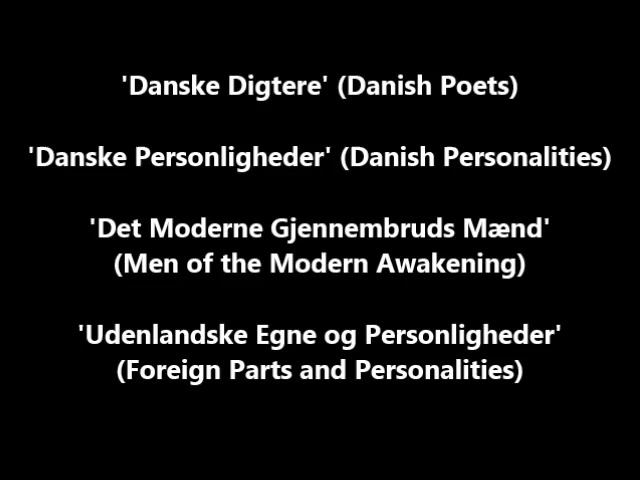 'Danske Digtere' (Danish Poets)
'Danske Personligheder' (Danish Personalities)
'Det Moderne Gjennembruds Mænd'
(Men of the Modern Awakening)
'Udenlandske Egne og Personligheder'
(Foreign Parts and Personalities)